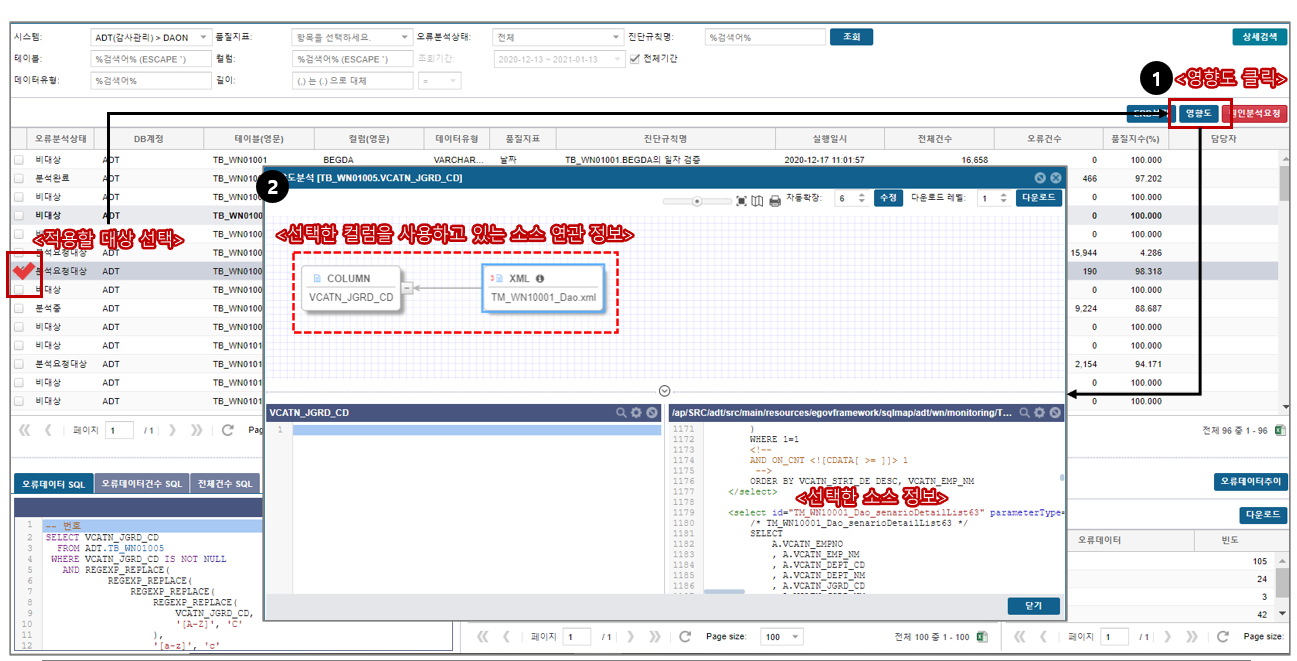 시스템: ADT(감사관리) > DAON 품질지표: 항목을 선택하세요. 오류분석상태: 전체 진단규칙명: %검색어% 조회 상세검색
테이블: %검색어% (ESCAPE `) 컬럼: %검색어% (ESCAPE `) 조회기간: 2020-12-13 ~ 2021-01-13 전체기간
데이터유형: %검색어% 길이: (,) 는 (.) 으로 대체 =
1 <영향도 클릭>
영향도
오류분석상태 DB계정 테이블(영문) 컬럼(영문) 데이터유형 품질지표 진단규칙명 실행일시 전체건수 오류건수 품질지수(%) 담당자
비대상 ADT TB_WN01001 BEGDA VARCHAR... 날짜 TB_WN01001.BEGDA의 일자 검증 2020-12-17 11:01:57 16,658 0 100.000
분석완료 ADT 466 97.202
비대상 ADT 0 100.000
비대상 ADT 0 100.000
비대상 0 100.000
<적용할 대상 선택>
분석요청대상 ADT 15,944 4.286
분석요청대상 ADT TB_WN0100 190 98.318
비대상 ADT TB_WN0100 0 100.000
분석중 ADT TB_WN0100 9,224 88.687
비대상 ADT TB_WN0101 0 100.000
비대상 ADT TB_WN0101 0 100.000
분석요청대상 ADT TB_WN0101 2,154 94.171
비대상 ADT TB_WN0101 0 100.000
비대상 ADT TB_WN0101 0 100.000
페이지 1 / 1 Pag 전체 96 중 1 - 96
2 도분석 [TB_WN01005.VCATN_JGRD_CD]
자동확장: 6 수정 다운로드 레벨: 1 다운로드
<선택한 컬럼을 사용하고 있는 소스 연관 정보>
COLUMN
VCATN_JGRD_CD
XML
TM_WN10001_Dao.xml
VCATN_JGRD_CD
1
/ap/SRC/adt/src/main/resources/egovframework/sqlmap/adt/wn/monitoring/T...
1171 )
1172 WHERE 1=1
1173 <!--
1174 AND ON_CNT <![CDATA[ >= ]]> 1
1175 -->
1176 ORDER BY VCATN_STRT_DE DESC, VCATN_EMP_NM
1177 </select>
1178
<선택한 소스 정보>
1179 <select id="TM_WN10001_Dao_senarioDetailList63" parameterType=
1180 /* TM_WN10001_Dao_senarioDetailList63 */
1181 SELECT
1182 A.VCATN_EMPNO
1183 , A.VCATN_EMP_NM
1184 , A.VCATN_DEPT_CD
1185 , A.VCATN_DEPT_NM
1186 , A.VCATN_JGRD_CD
닫기
오류데이터 SQL 오류데이터건수 SQL 전체건수 SQL 오류데이터추이
다운로드
1 -- 번호
2 SELECT VCATN_JGRD_CD
3 FROM ADT.TB_WN01005
4 WHERE VCATN_JGRD_CD IS NOT NULL
5 AND REGEXP_REPLACE(
6 REGEXP_REPLACE(
7 REGEXP_REPLACE(
8 REGEXP_REPLACE(
9 VCATN_JGRD_CD,
10 '[A-Z]', 'C'
11 ),
12 '[a-z]', 'c'
오류데이터 빈도
105
24
3
42
페이지 1 / 1 Page size: 100 전체 100 중 1 - 100
페이지 1 / 1 Page size: